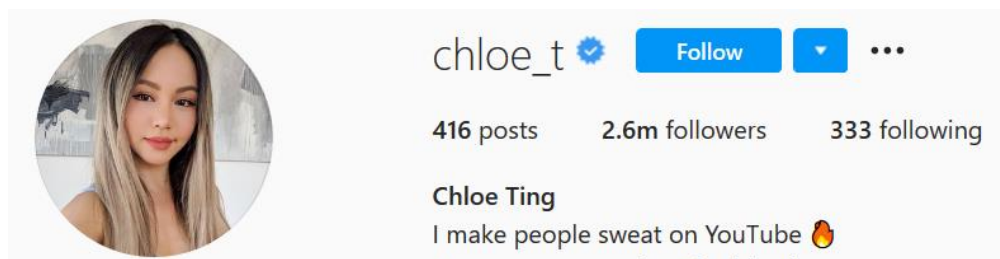 chloe_t Follow
416 posts 2.6m followers 333 following
Chloe Ting
I make people sweat on YouTube 🔥